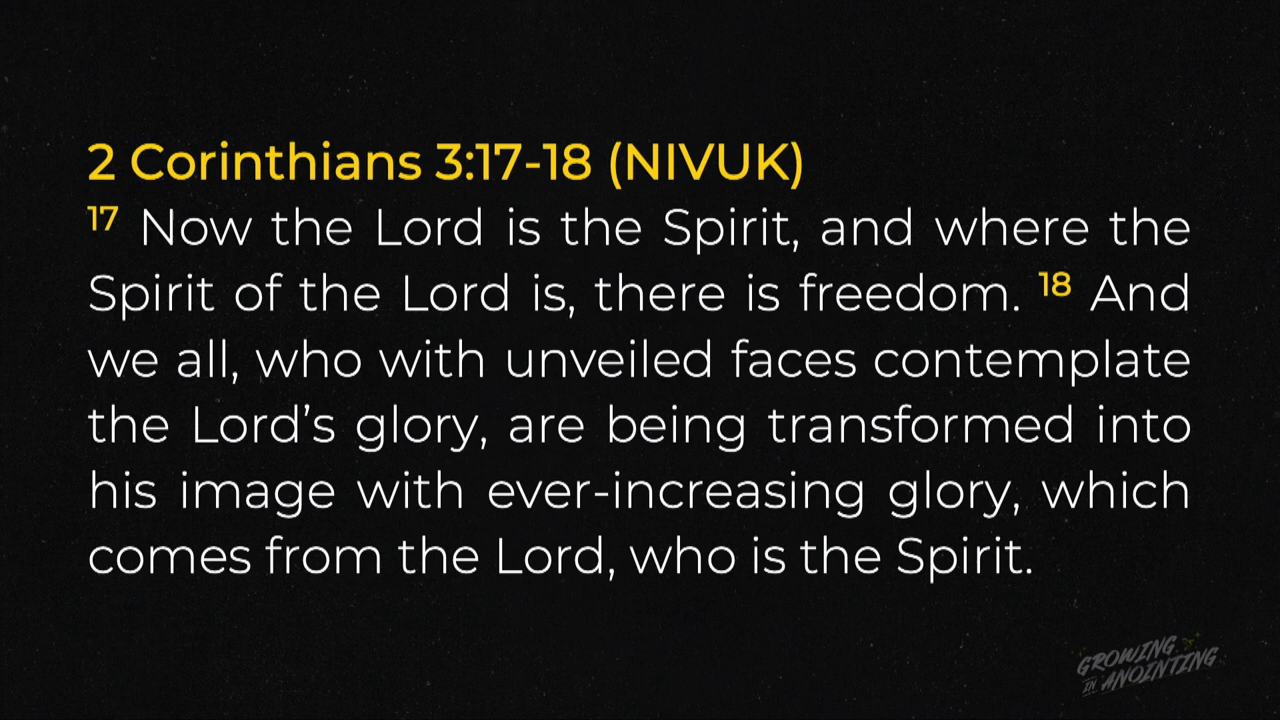 2 Corinthians 3:17-18 (NIVUK)
17 Now the Lord is the Spirit, and where the
Spirit of the Lord is, there is freedom. 18 And
we all, who with unveiled faces contemplate
the Lord’s glory, are being transformed into
his image with ever-increasing glory, which
comes from the Lord, who is the Spirit.
GROWING
IN ANOINTING